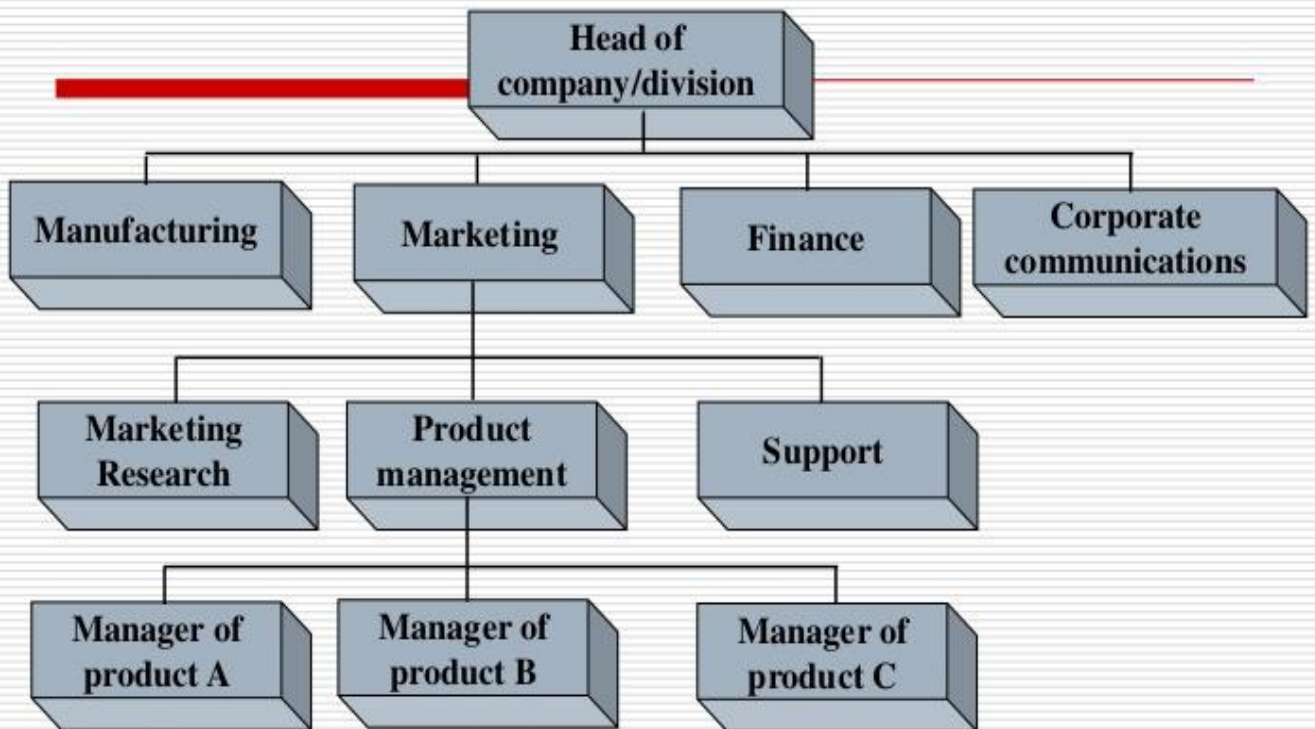 Head of
company/division
Manufacturing
Marketing
Finance
Corporate
communications
Marketing
Research
Product
management
Support
Manager of
product A
Manager of
product B
Manager of
product C